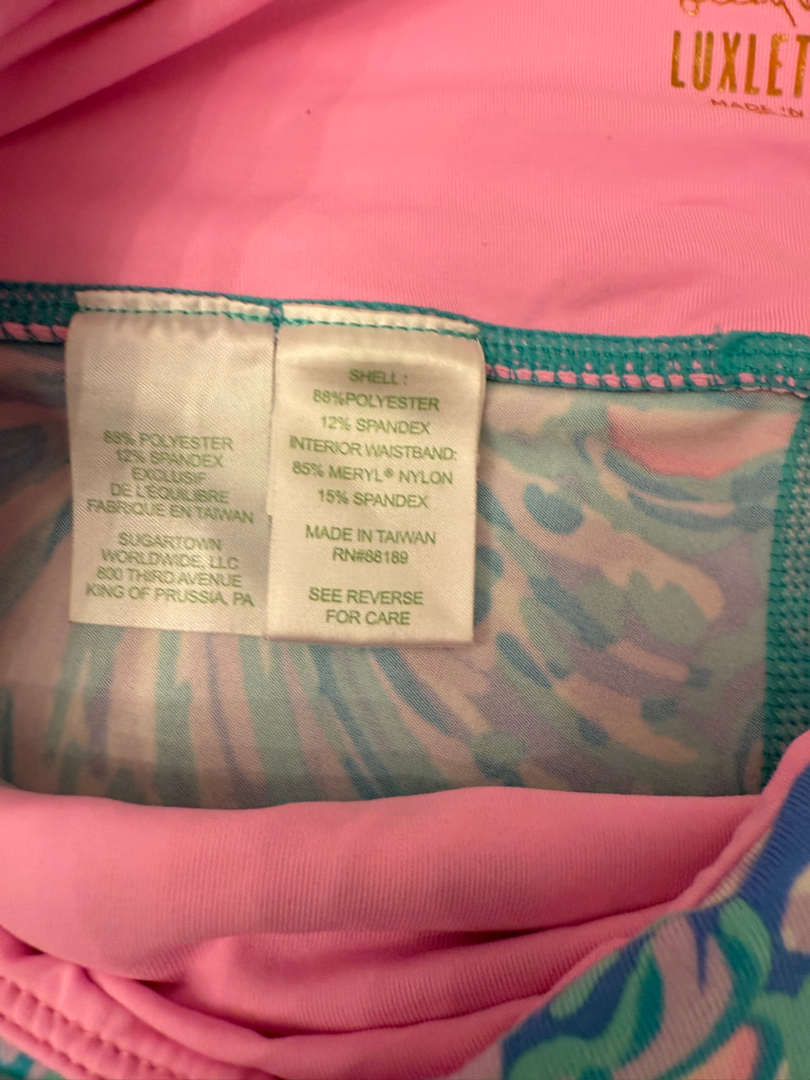 LUXLET
MADE IN
88% POLYESTER
12% SPANDEX
EXCLUSIF
DE L'EQUILIBRE
FABRIQUE EN TAIWAN
SUGARTOWN
WORLDWIDE, LLC
800 THIRD AVENUE
KING OF PRUSSIA, PA
SHELL :
88%POLYESTER
12% SPANDEX
INTERIOR WAISTBAND:
85% MERYL® NYLON
15% SPANDEX
MADE IN TAIWAN
RN#88189
SEE REVERSE
FOR CARE